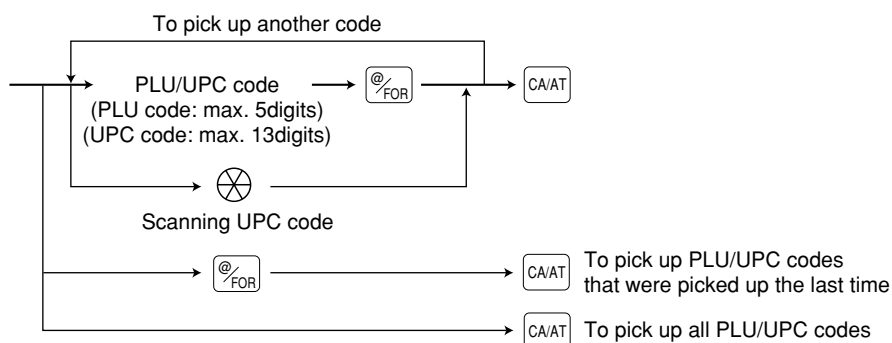 To pick up another code
PLU/UPC code
(PLU code: max. 5digits)
(UPC code: max. 13digits)
@/FOR
CA/AT
Scanning UPC code
@/FOR
CA/AT
To pick up PLU/UPC codes
that were picked up the last time
CA/AT
To pick up all PLU/UPC codes